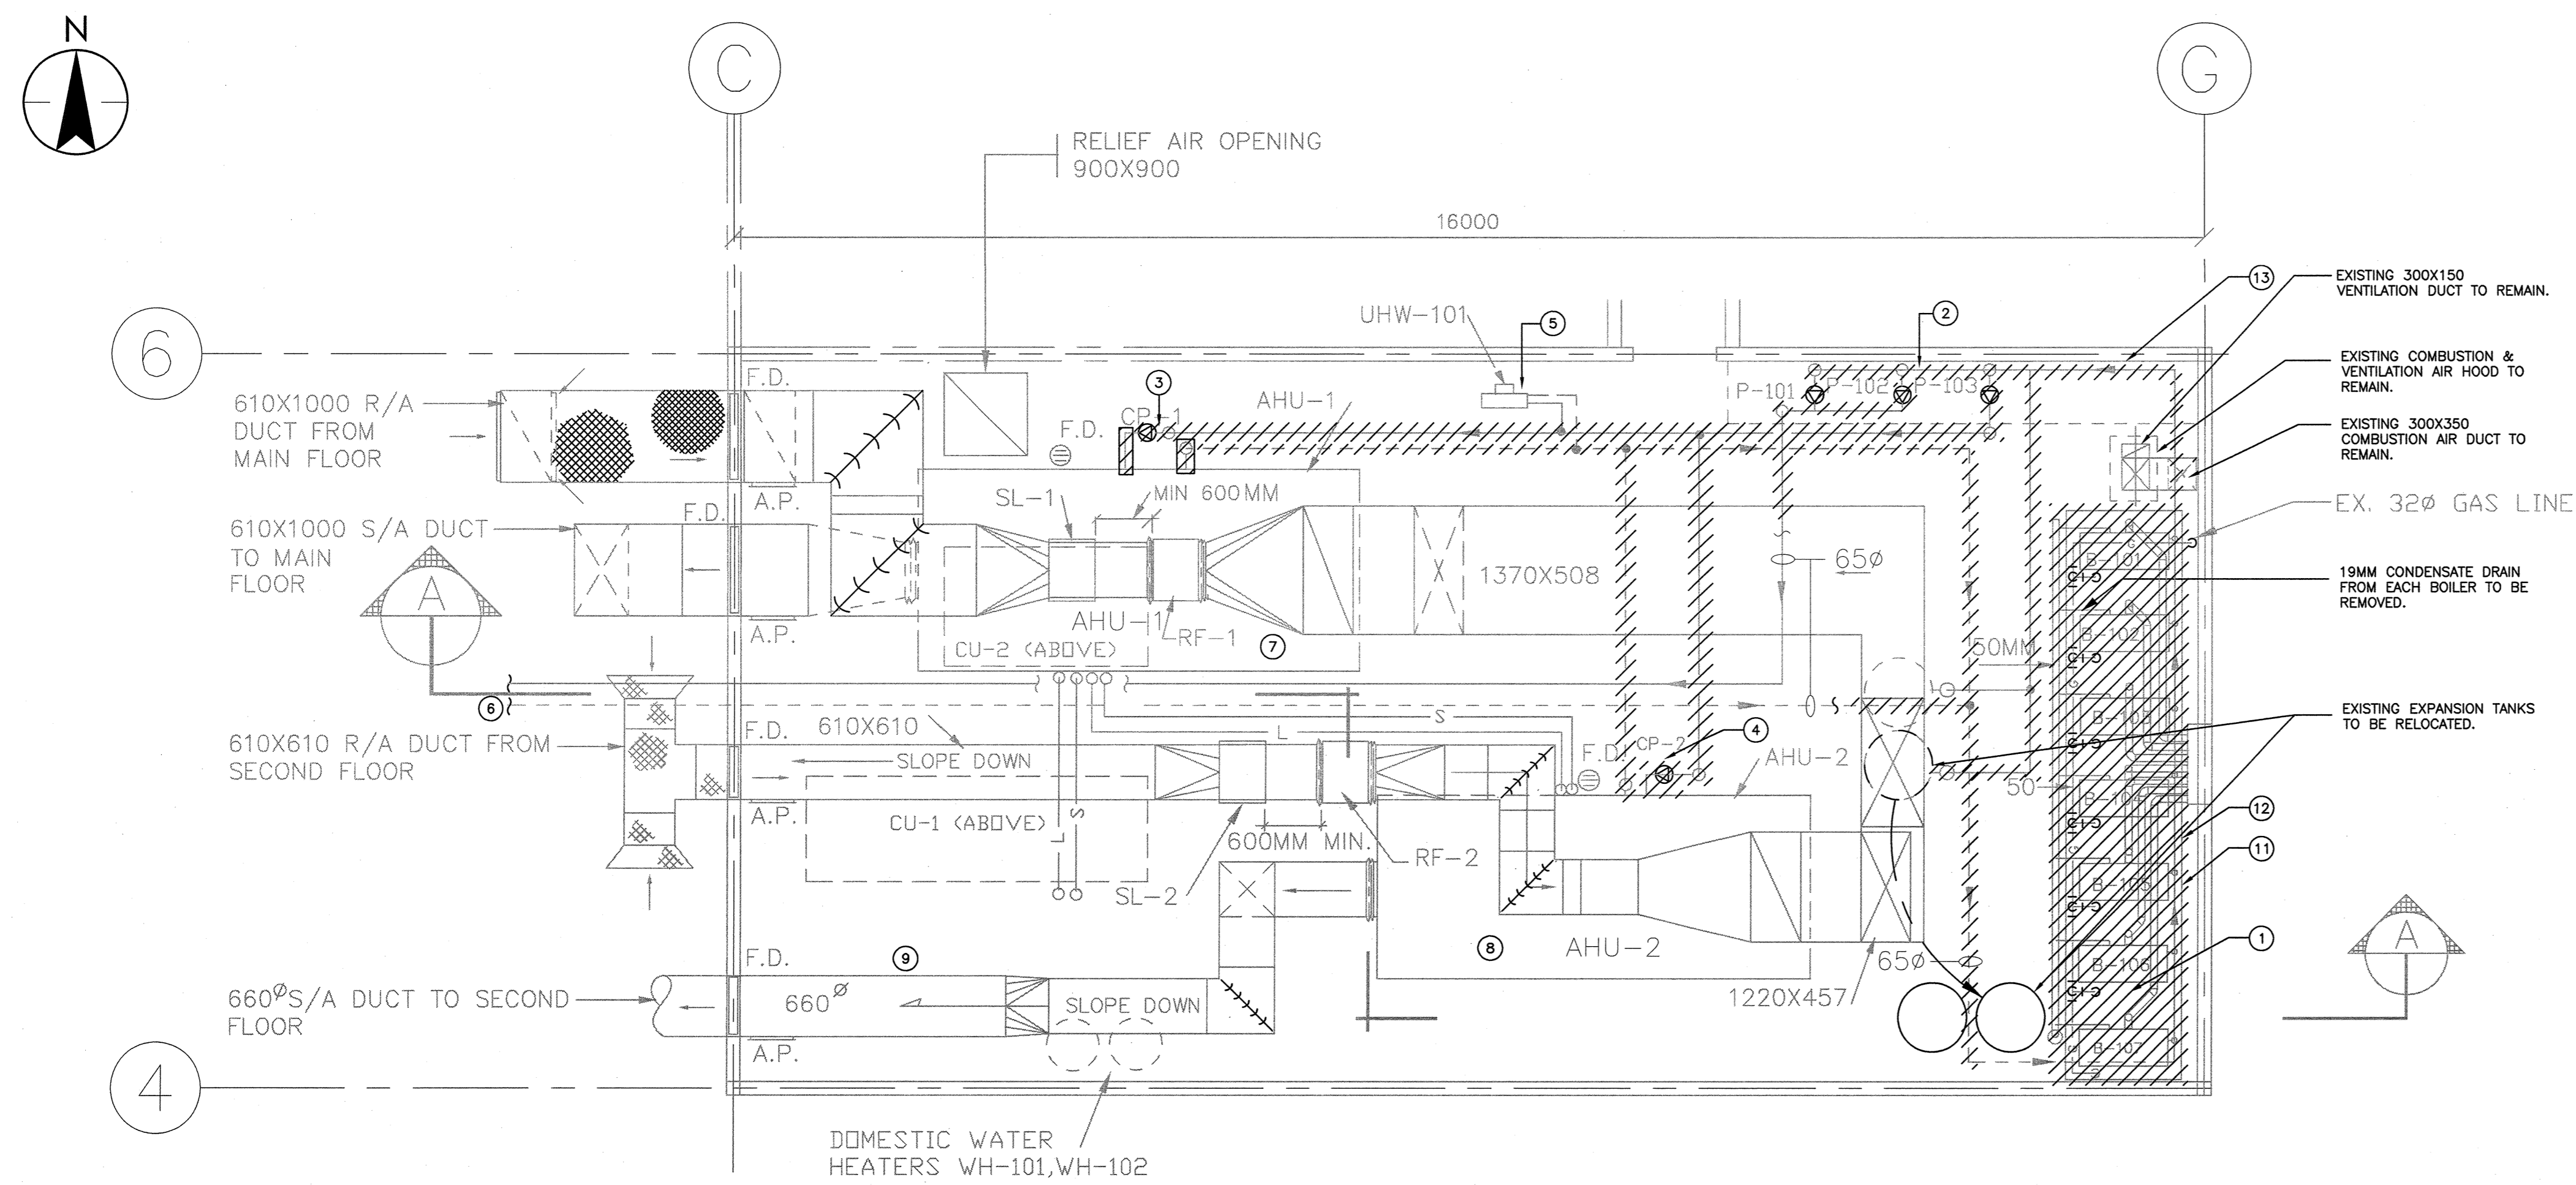 N
C
G
RELIEF AIR OPENING
900X900
16000
13
EXISTING 300X150
VENTILATION DUCT TO REMAIN.
2
UHW-101
5
6
EXISTING COMBUSTION &
VENTILATION AIR HOOD TO
REMAIN.
F.D.
3
P-101
P-102
P-103
610X1000 R/A
DUCT FROM
MAIN FLOOR
AHU-1
CP-1
F.D.
EXISTING 300X350
COMBUSTION AIR DUCT TO
REMAIN.
A.P.
SL-1
MIN 600MM
EX. 32Ø GAS LINE
F.D.
610X1000 S/A DUCT
TO MAIN
FLOOR
S
G
B-101
65Ø
1370X508
19MM CONDENSATE DRAIN
FROM EACH BOILER TO BE
REMOVED.
A
A.P.
AHU-1
RF-1
B-102
CU-2 (ABOVE)
7
50MM
6
610X610
S
B-103
EXISTING EXPANSION TANKS
TO BE RELOCATED.
F.D.
L
4
610X610 R/A DUCT FROM
SECOND FLOOR
SLOPE DOWN
F.D.
CP-2
AHU-2
50
B-104
A.P.
CU-1 (ABOVE)
L
S
12
600MM MIN.
RF-2
11
SL-2
B-105
F.D.
9
8
AHU-2
65Ø
B-106
1
A
660Ø S/A DUCT TO SECOND
FLOOR
660Ø
SLOPE DOWN
1220X457
A.P.
B-107
4
DOMESTIC WATER
HEATERS WH-101,WH-102